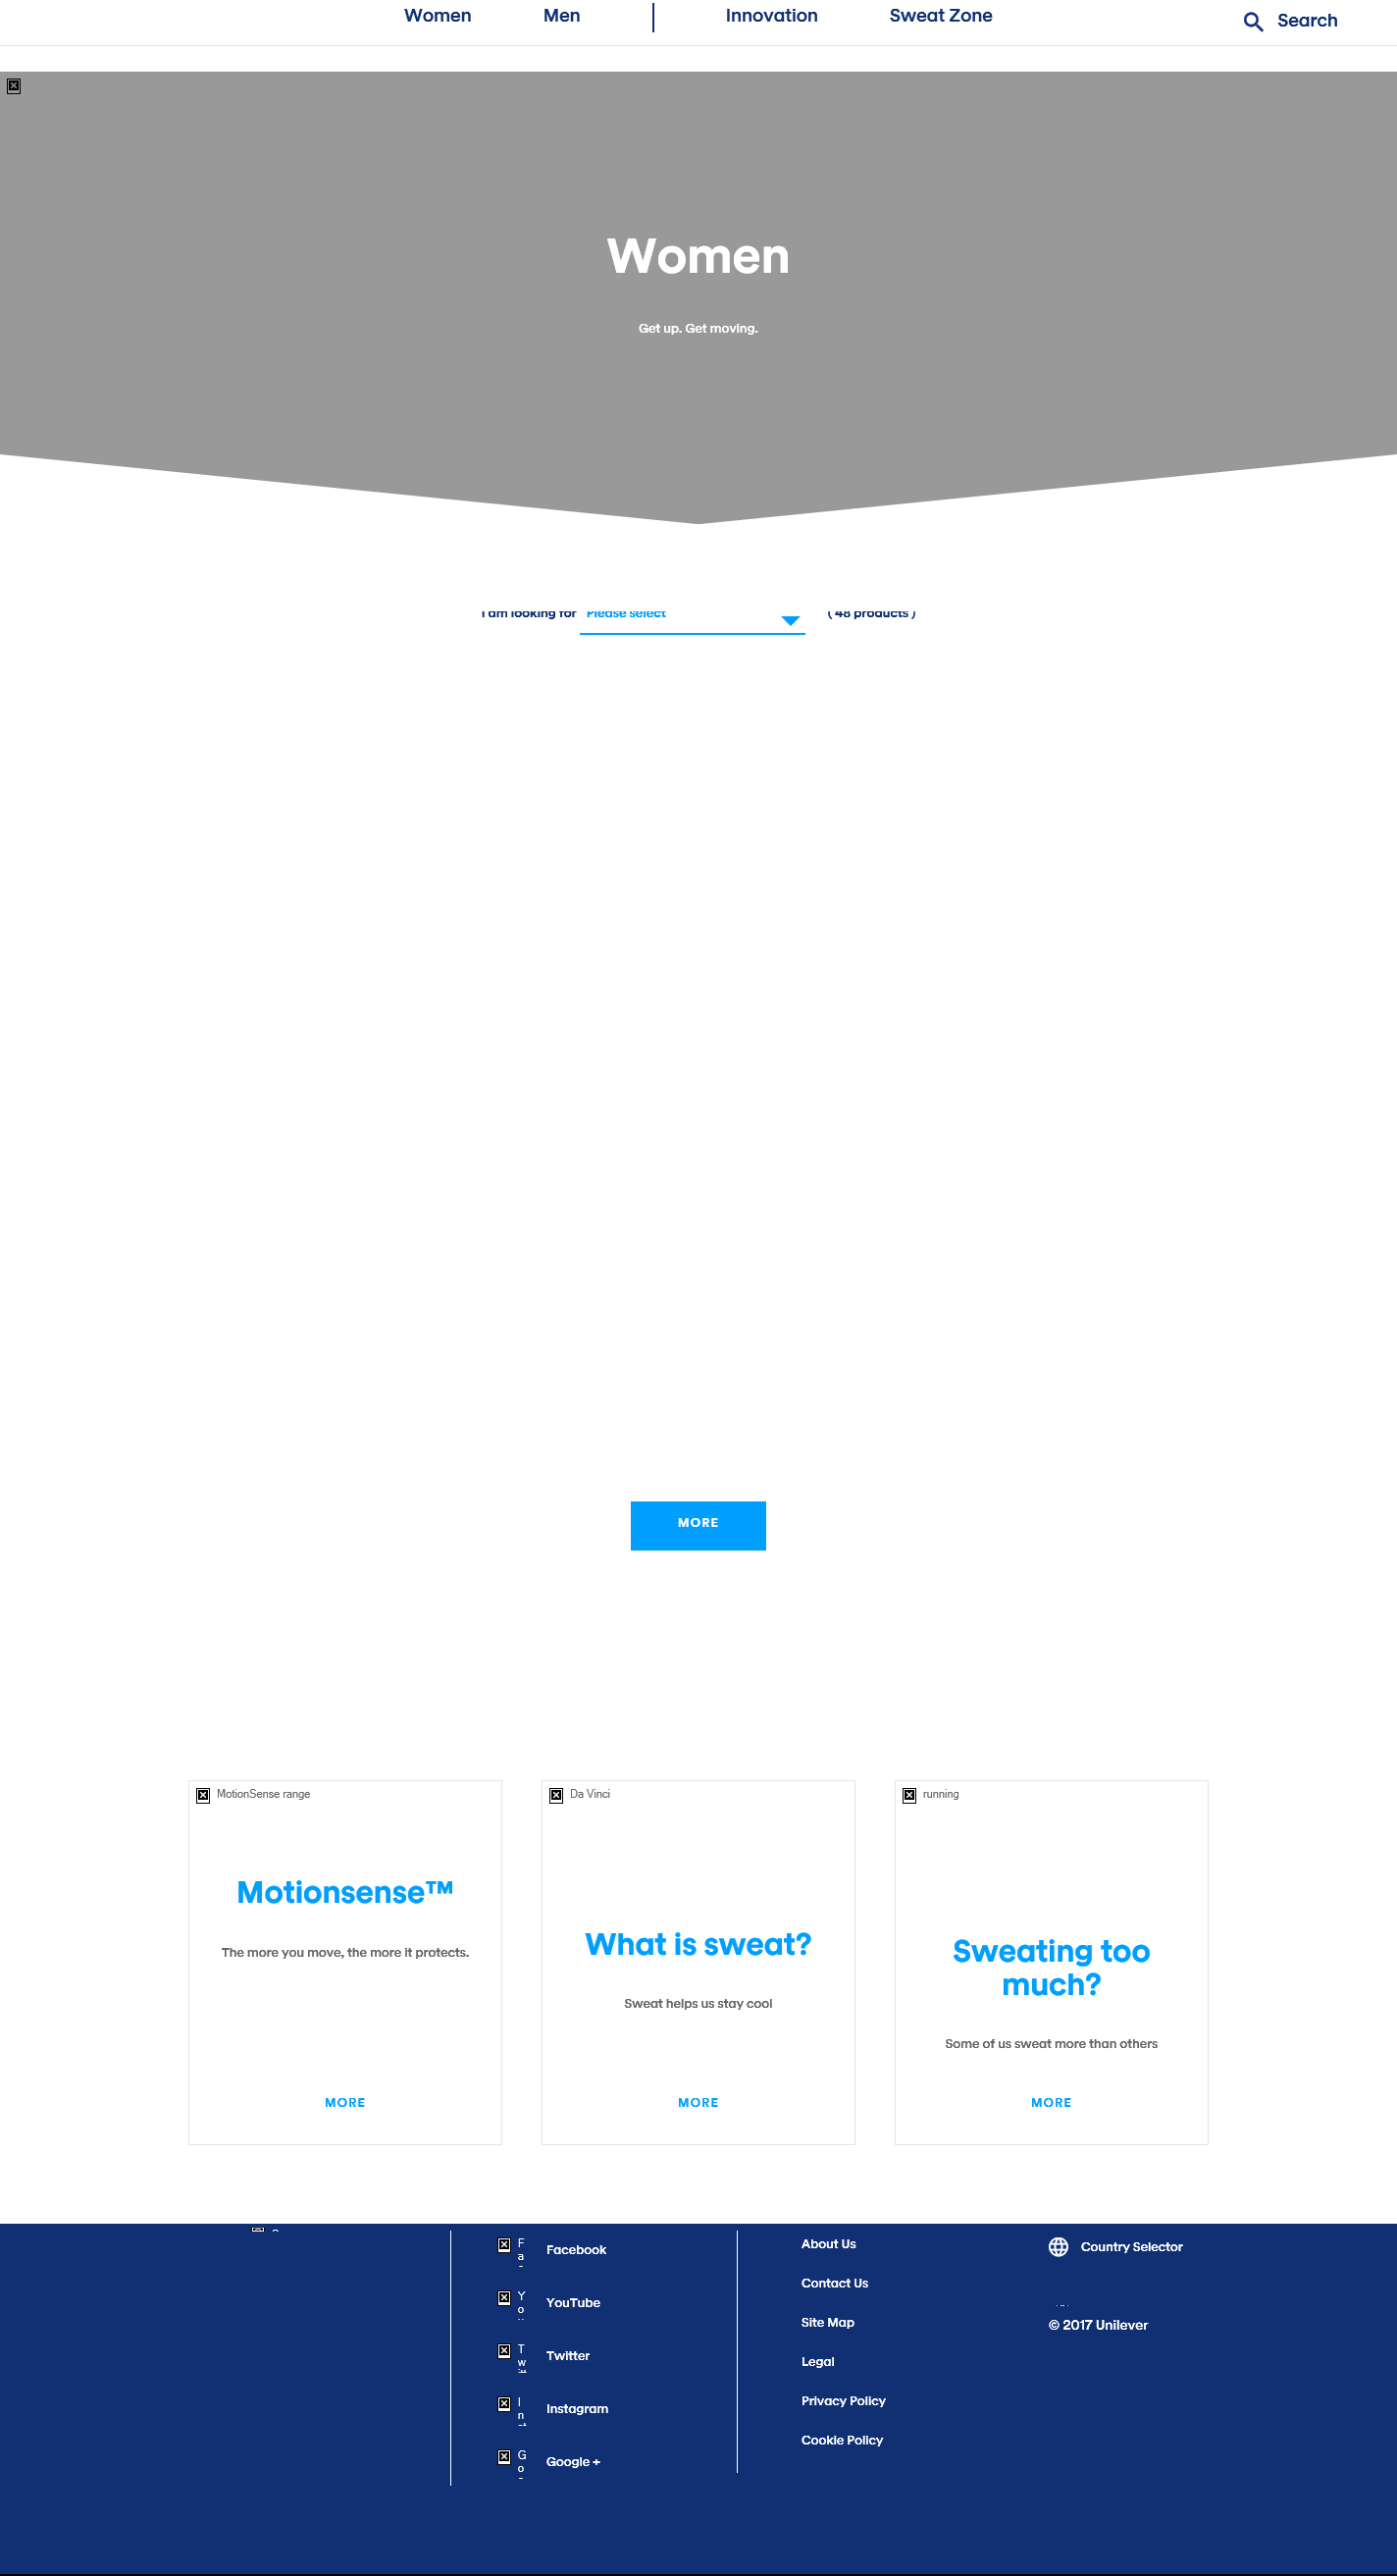 Women Men Innovation Sweat Zone Search
Women
Get up. Get moving.
I am looking for Please select ( 48 products )
MORE
MotionSense range
Motionsense™
The more you move, the more it protects.
MORE
Da Vinci
What is sweat?
Sweat helps us stay cool
MORE
running
Sweating too
much?
Some of us sweat more than others
MORE
Facebook
YouTube
Twitter
Instagram
Google +
About Us
Contact Us
Site Map
Legal
Privacy Policy
Cookie Policy
Country Selector
© 2017 Unilever